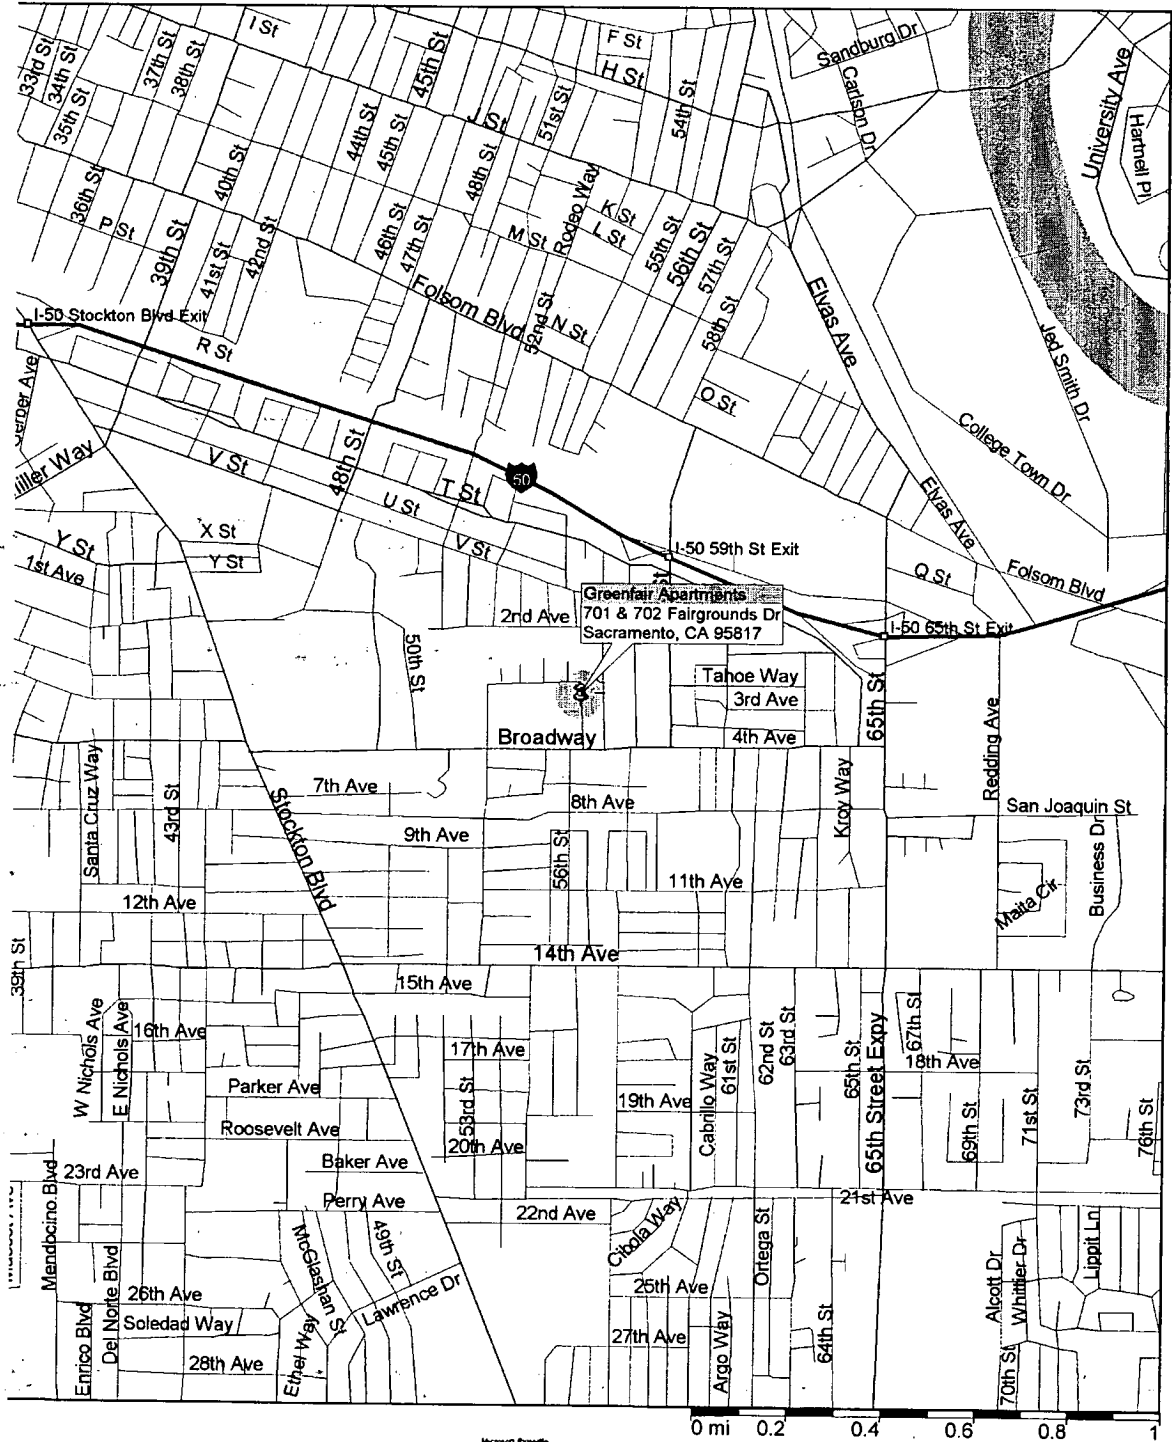 I St
F St
H St
Sandburg Dr
33rd St
34th St
35th St
37th St
38th St
45th St
Carlson Dr
University Ave
Hartnell Pl
44th St
45th St
J St
51st St
54th St
36th St
40th St
48th St
P St
39th St
41st St
42nd St
46th St
47th St
Rodeo Way
K St
L St
M St
55th St
56th St
57th St
Folsom Blvd
52nd St
N St
58th St
Elvas Ave
Jed Smith Dr
I-50 Stockton Blvd Exit
R St
O St
College Town Dr
V St
48th St
T St
50
U St
V St
Elvas Ave
X St
Y St
Y St
1st Ave
I-50 59th St Exit
Q St
Folsom Blvd
Greenfair Apartments
701 & 702 Fairgrounds Dr
Sacramento, CA 95817
2nd Ave
I-50 65th St Exit
50th St
Tahoe Way
3rd Ave
4th Ave
65th St
Redding Ave
Broadway
Santa Cruz Way
43rd St
Stockton Blvd
7th Ave
8th Ave
9th Ave
Kroy Way
San Joaquin St
56th St
11th Ave
Business Dr
Maita Cir
12th Ave
14th Ave
39th St
15th Ave
W Nichols Ave
E Nichols Ave
16th Ave
17th Ave
62nd St
63rd St
67th St
18th Ave
Parker Ave
53rd St
19th Ave
Cabrillo Way
61st St
65th St
65th Street Expy
69th St
71st St
73rd St
76th St
Roosevelt Ave
20th Ave
Baker Ave
23rd Ave
Perry Ave
22nd Ave
21st Ave
Mendocino Blvd
McGlashan St
49th St
Cibola Way
Ortega St
Lippit Ln
Alcott Dr
Whittier Dr
Del Norte Blvd
26th Ave
Lawrence Dr
25th Ave
Soledad Way
Enrico Blvd
Ethel Way
27th Ave
Argo Way
64th St
28th Ave
70th St
0 mi 0.2 0.4 0.6 0.8 1